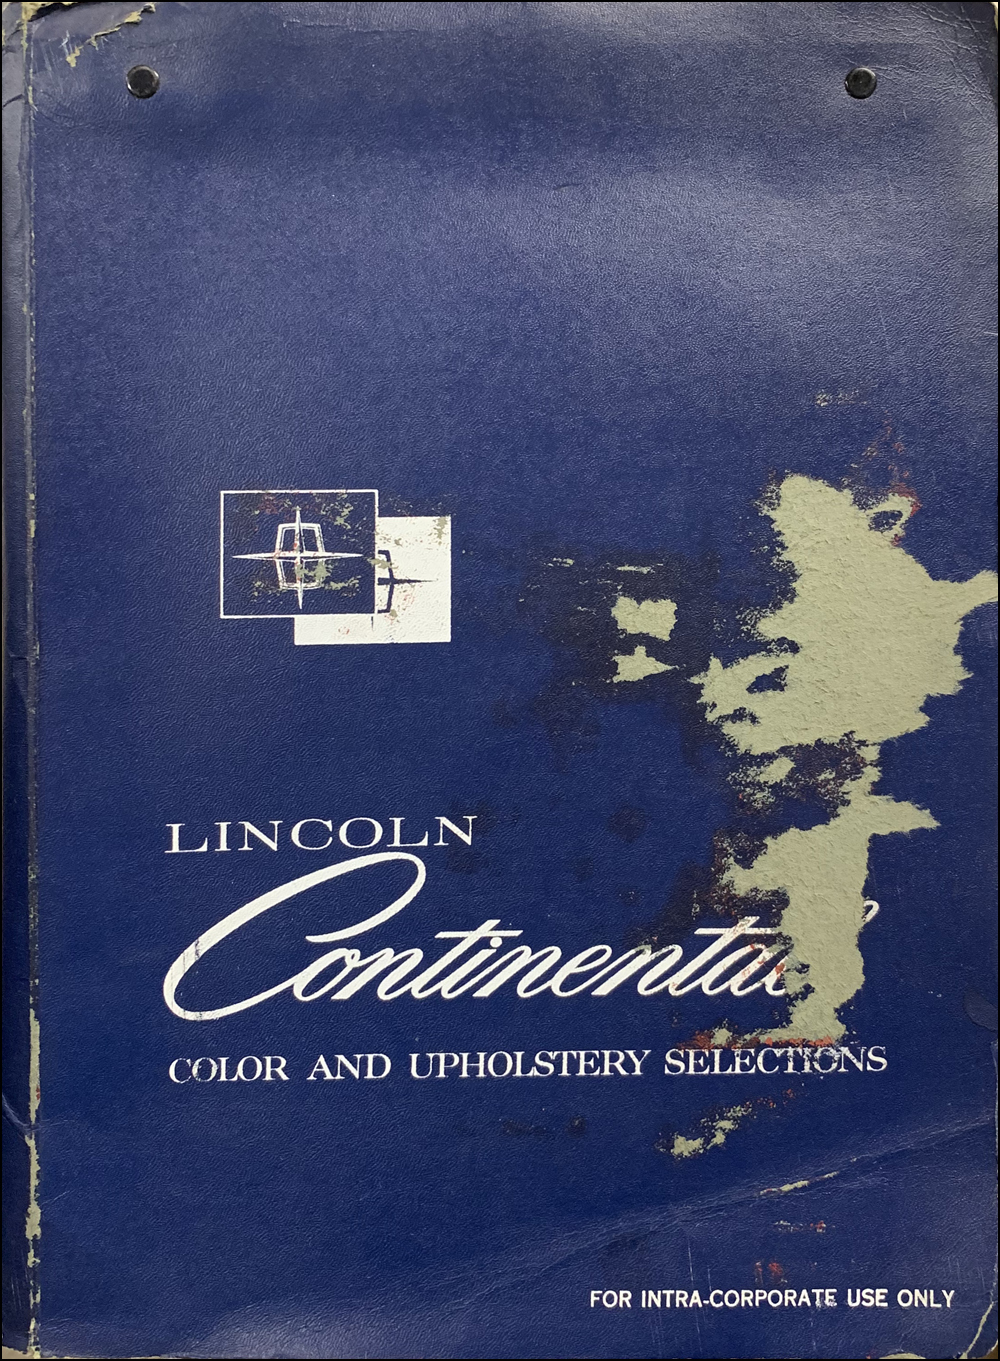 LINCOLN
Continental
COLOR AND UPHOLSTERY SELECTIONS
FOR INTRA-CORPORATE USE ONLY